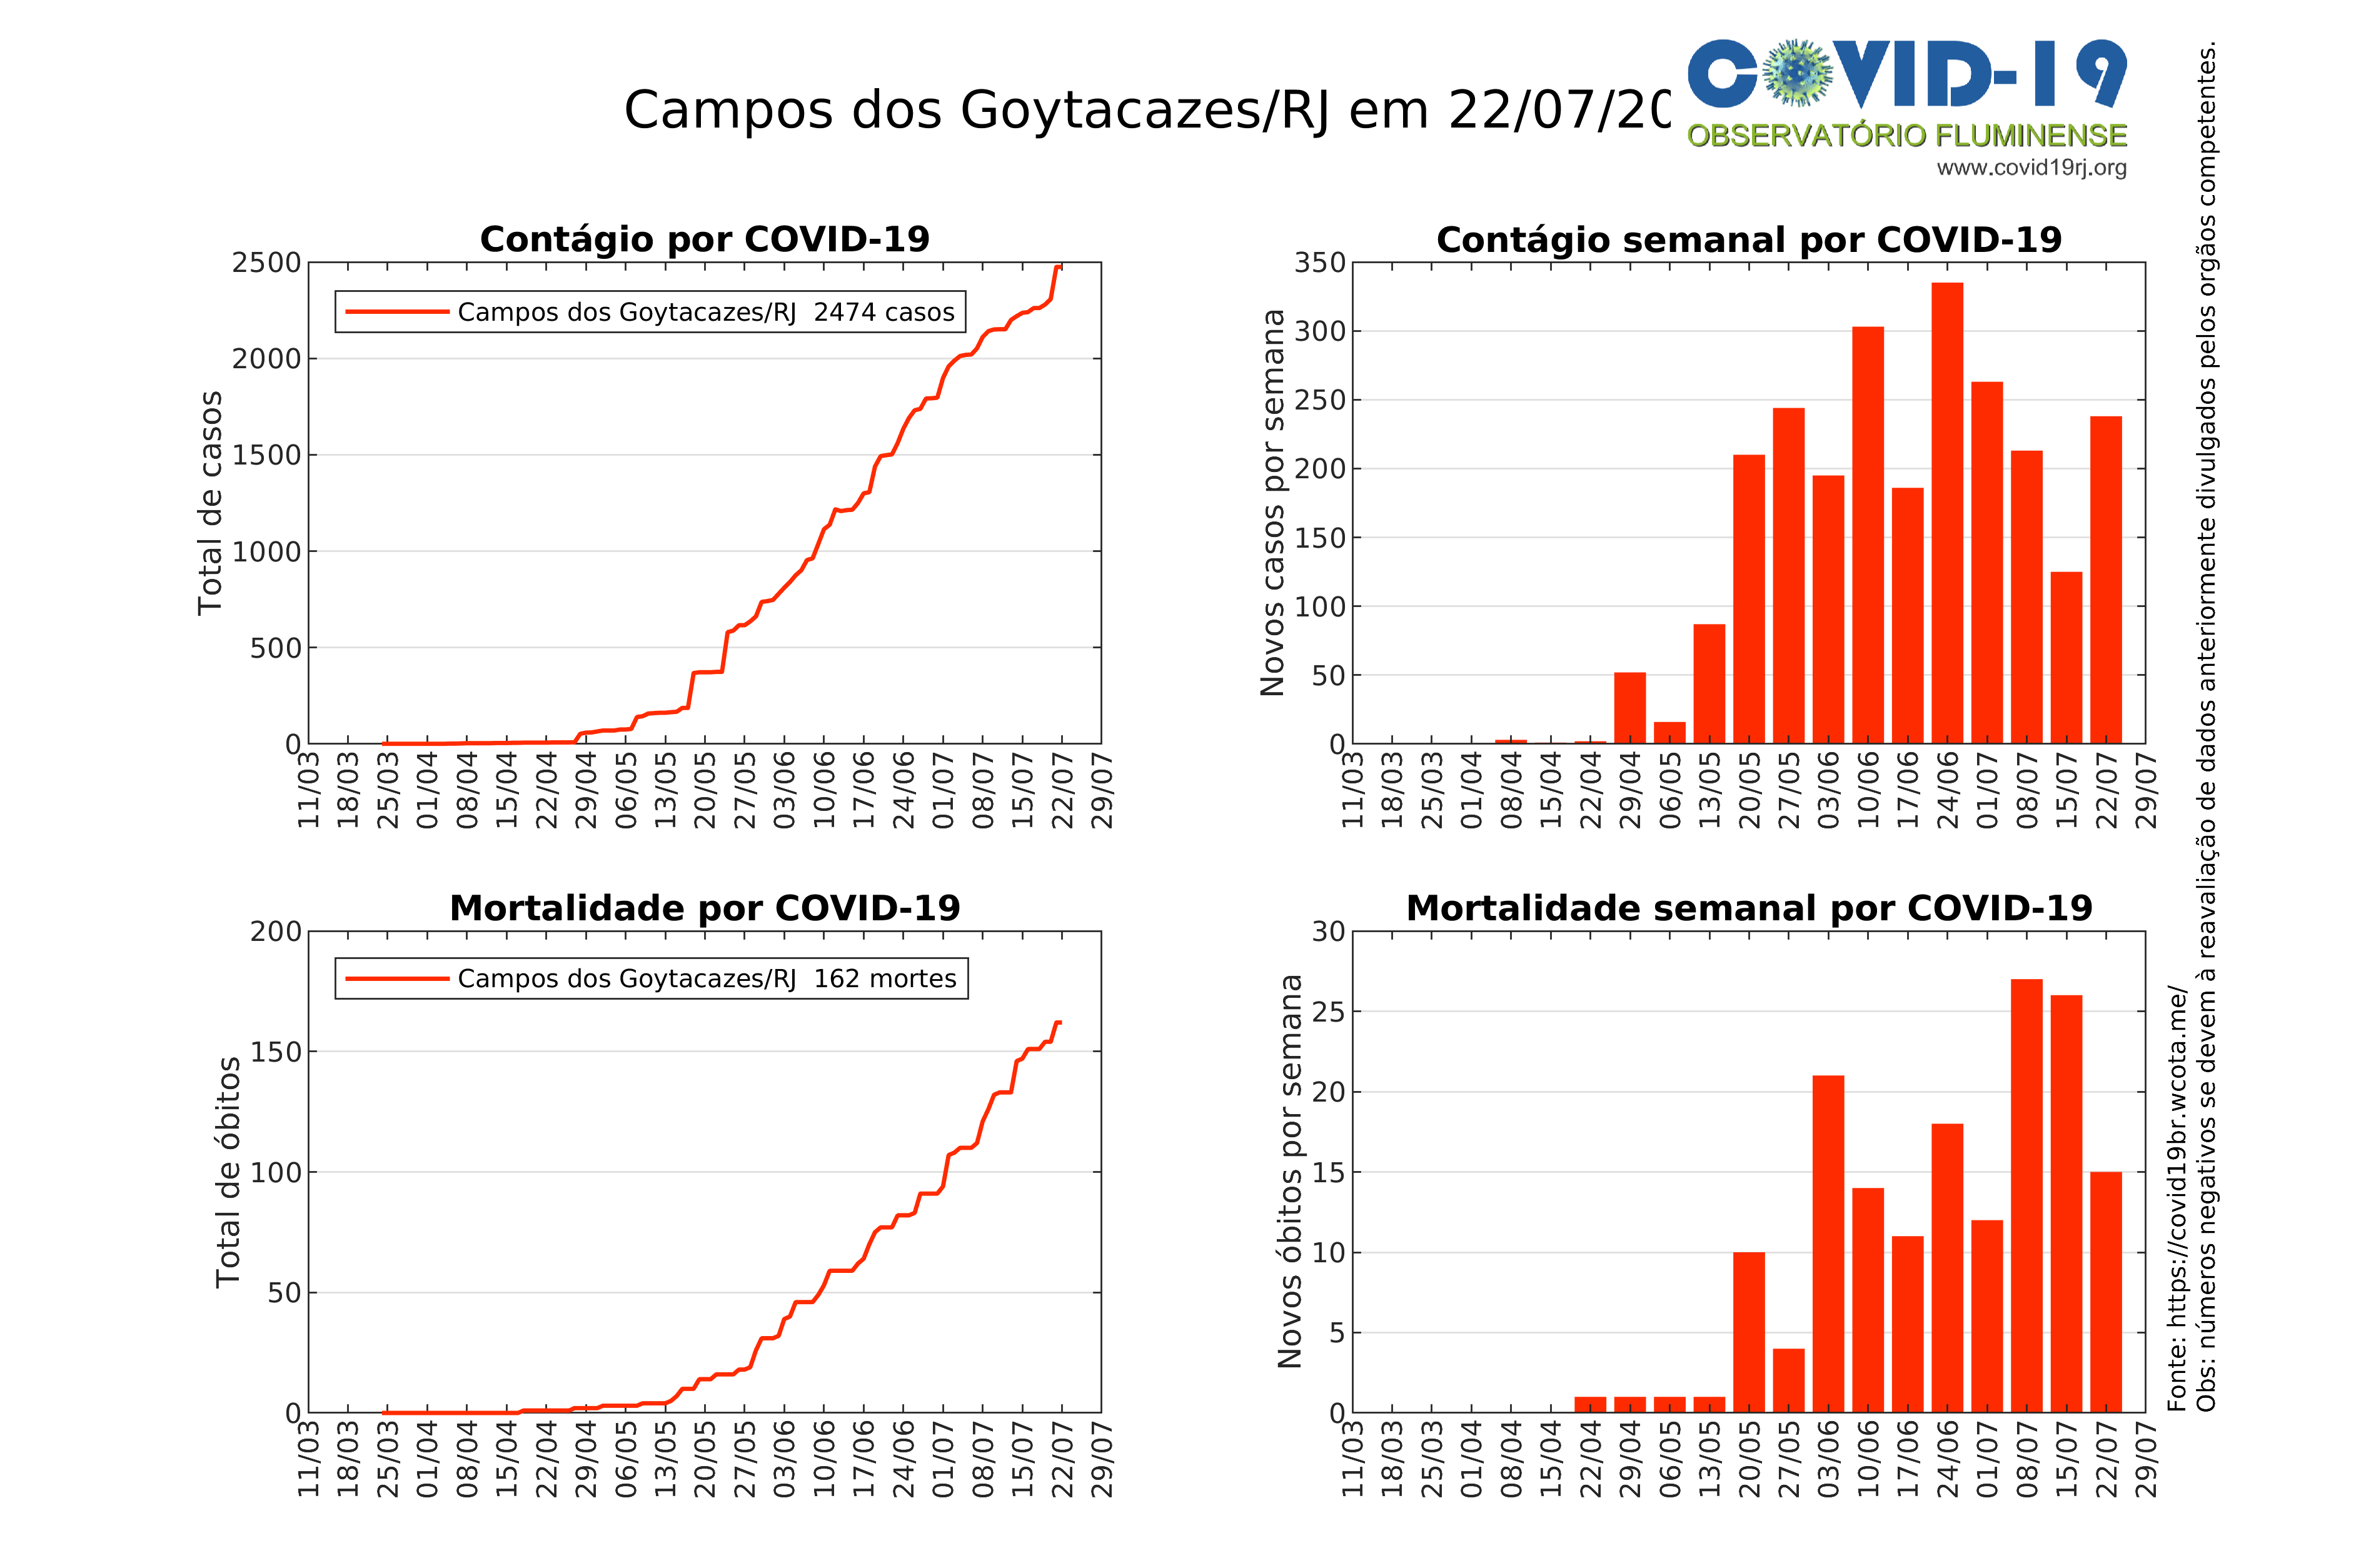 Campos dos Goytacazes/RJ em 22/07/20
COVID-19
OBSERVATÓRIO FLUMINENSE
www.covid19rj.org
Contágio por COVID-19
Total de casos
2500
2000
1500
1000
500
0
Campos dos Goytacazes/RJ 2474 casos
11/03 18/03 25/03 01/04 08/04 15/04 22/04 29/04 06/05 13/05 20/05 27/05 03/06 10/06 17/06 24/06 01/07 08/07 15/07 22/07 29/07
Contágio semanal por COVID-19
Novos casos por semana
350
300
250
200
150
100
50
0
11/03 18/03 25/03 01/04 08/04 15/04 22/04 29/04 06/05 13/05 20/05 27/05 03/06 10/06 17/06 24/06 01/07 08/07 15/07 22/07 29/07
Mortalidade por COVID-19
Total de óbitos
200
150
100
50
0
Campos dos Goytacazes/RJ 162 mortes
11/03 18/03 25/03 01/04 08/04 15/04 22/04 29/04 06/05 13/05 20/05 27/05 03/06 10/06 17/06 24/06 01/07 08/07 15/07 22/07 29/07
Mortalidade semanal por COVID-19
Novos óbitos por semana
30
25
20
15
10
5
0
11/03 18/03 25/03 01/04 08/04 15/04 22/04 29/04 06/05 13/05 20/05 27/05 03/06 10/06 17/06 24/06 01/07 08/07 15/07 22/07 29/07
Fonte: https://covid19br.wcota.me/
Obs: números negativos se devem à reavaliação de dados anteriormente divulgados pelos orgãos competentes.